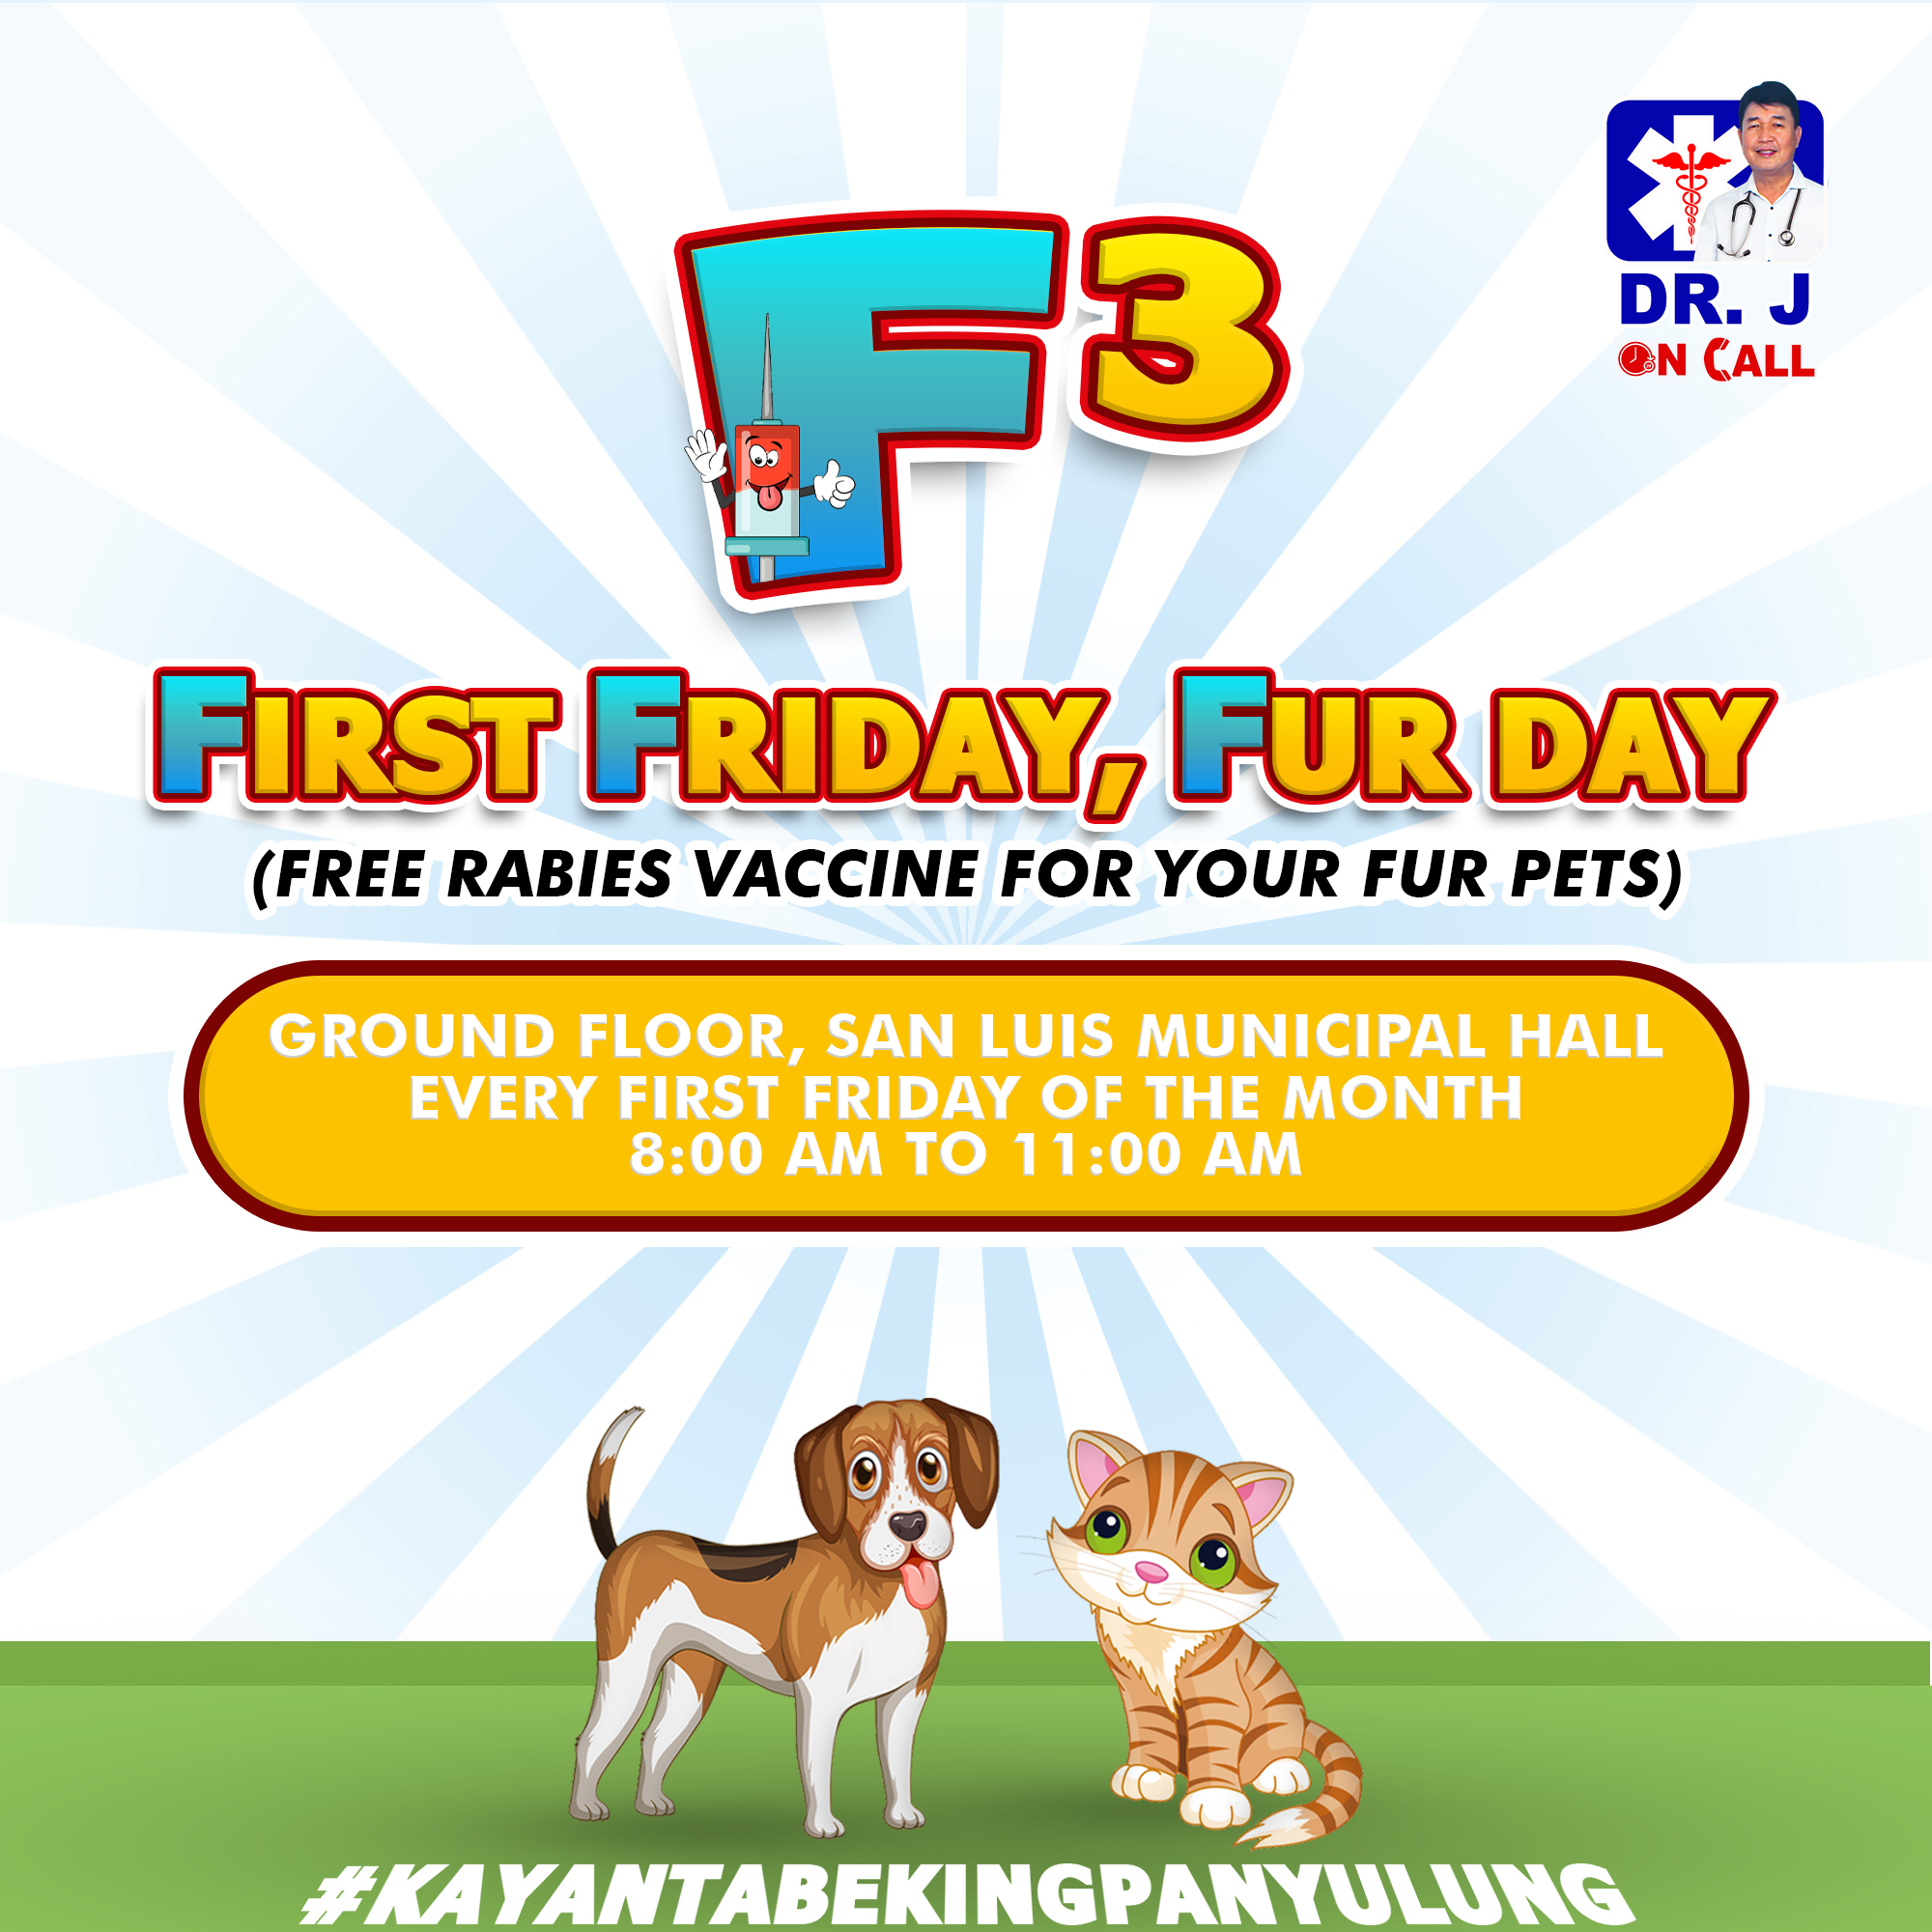 F3
DR. J
ON CALL
FIRST FRIDAY, FUR DAY
(FREE RABIES VACCINE FOR YOUR FUR PETS)
GROUND FLOOR, SAN LUIS MUNICIPAL HALL
EVERY FIRST FRIDAY OF THE MONTH
8:00 AM TO 11:00 AM
#KAYANTABEKINGPANYULUNG